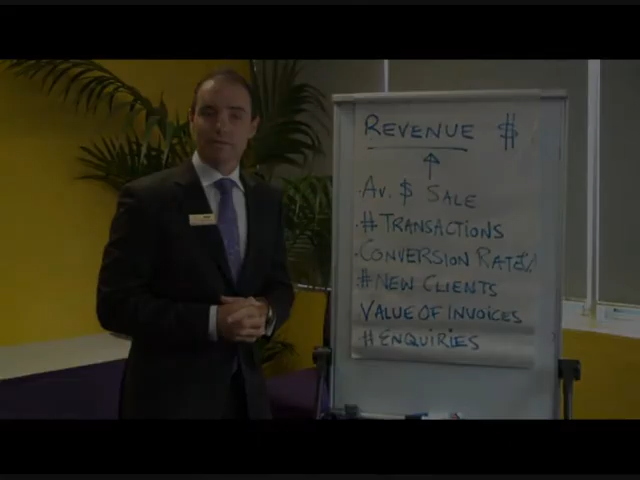 REVENUE $
↑
· AV. $ SALE
· # TRANSACTIONS
· CONVERSION RATE %
· # NEW CLIENTS
VALUE OF INVOICES
# ENQUIRIES